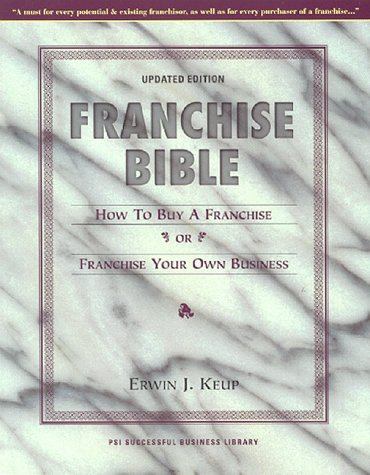 "A must for every potential & existing franchisor, as well as for every purchaser of a franchise..."
UPDATED EDITION
FRANCHISE
BIBLE
HOW TO BUY A FRANCHISE
OR
FRANCHISE YOUR OWN BUSINESS
ERWIN J. KEUP
PSI SUCCESSFUL BUSINESS LIBRARY